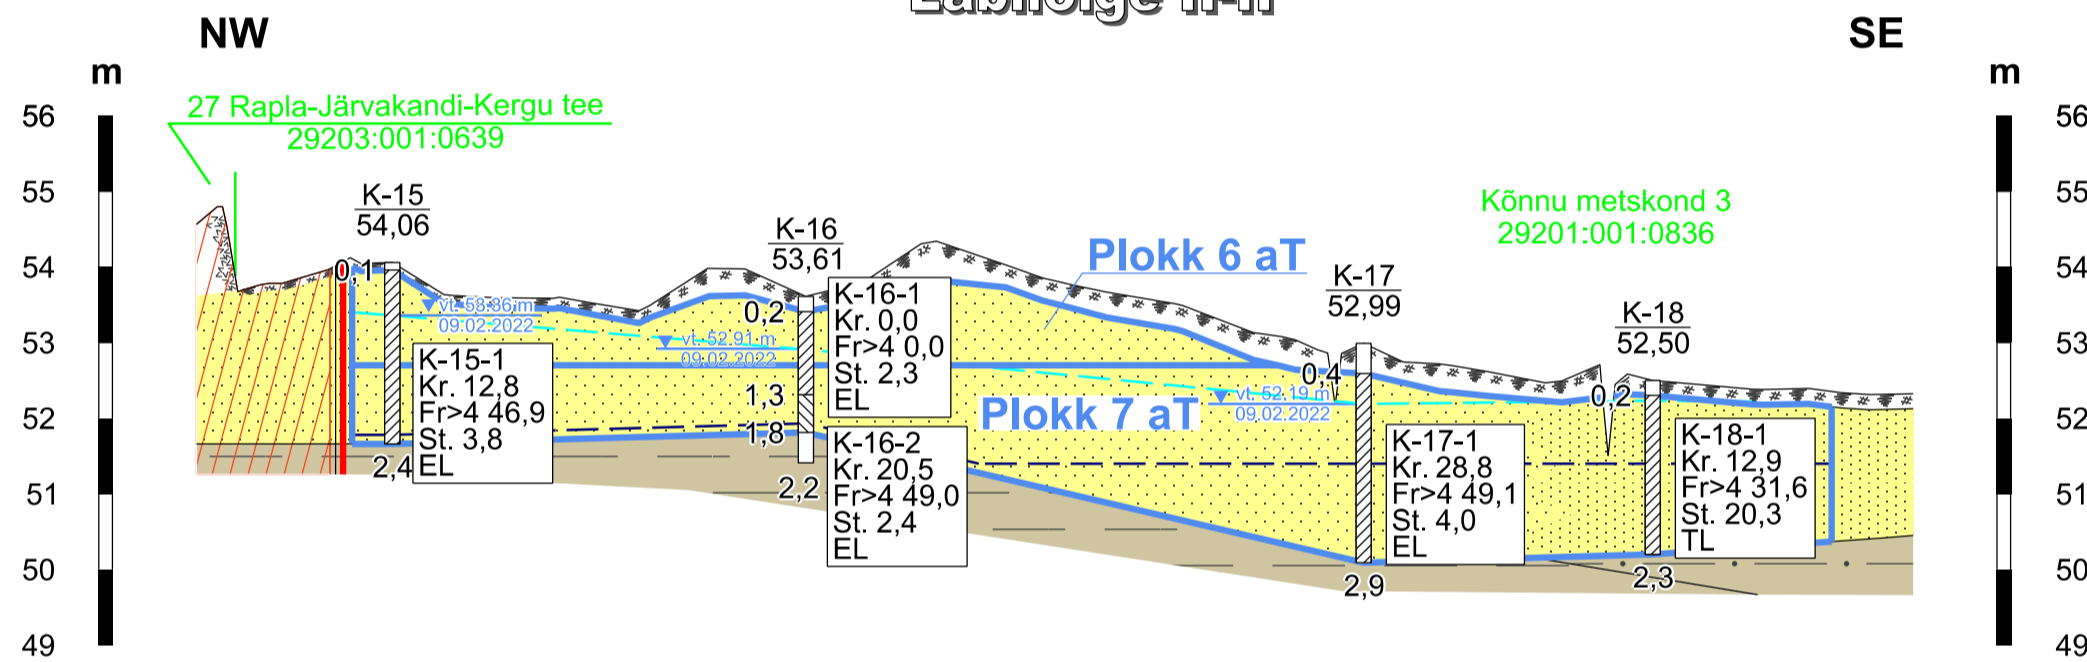 NW
SE
m
m
27 Rapla-Järvakandi-Kergu tee
29203:001:0639
56
55
54
53
52
51
50
49
K-15
54,06
0,1
2,4
K-15-1
Kr. 12,8
Fr>4 46,9
St. 3,8
EL
09.02.2022
K-16
53,61
0,2
1,3
1,8
2,2
vt. 52.91 m
09.02.2022
K-16-1
Kr. 0,0
Fr>4 0,0
St. 2,3
EL
K-16-2
Kr. 20,5
Fr>4 49,0
St. 2,4
EL
Plokk 6 aT
Plokk 7 aT
K-17
52,99
0,4
2,9
vt. 52.19 m
09.02.2022
K-17-1
Kr. 28,8
Fr>4 49,1
St. 4,0
EL
Kõnnu metskond 3
29201:001:0836
K-18
52,50
0,2
2,3
K-18-1
Kr. 12,9
Fr>4 31,6
St. 20,3
TL
56
55
54
53
52
51
50
49